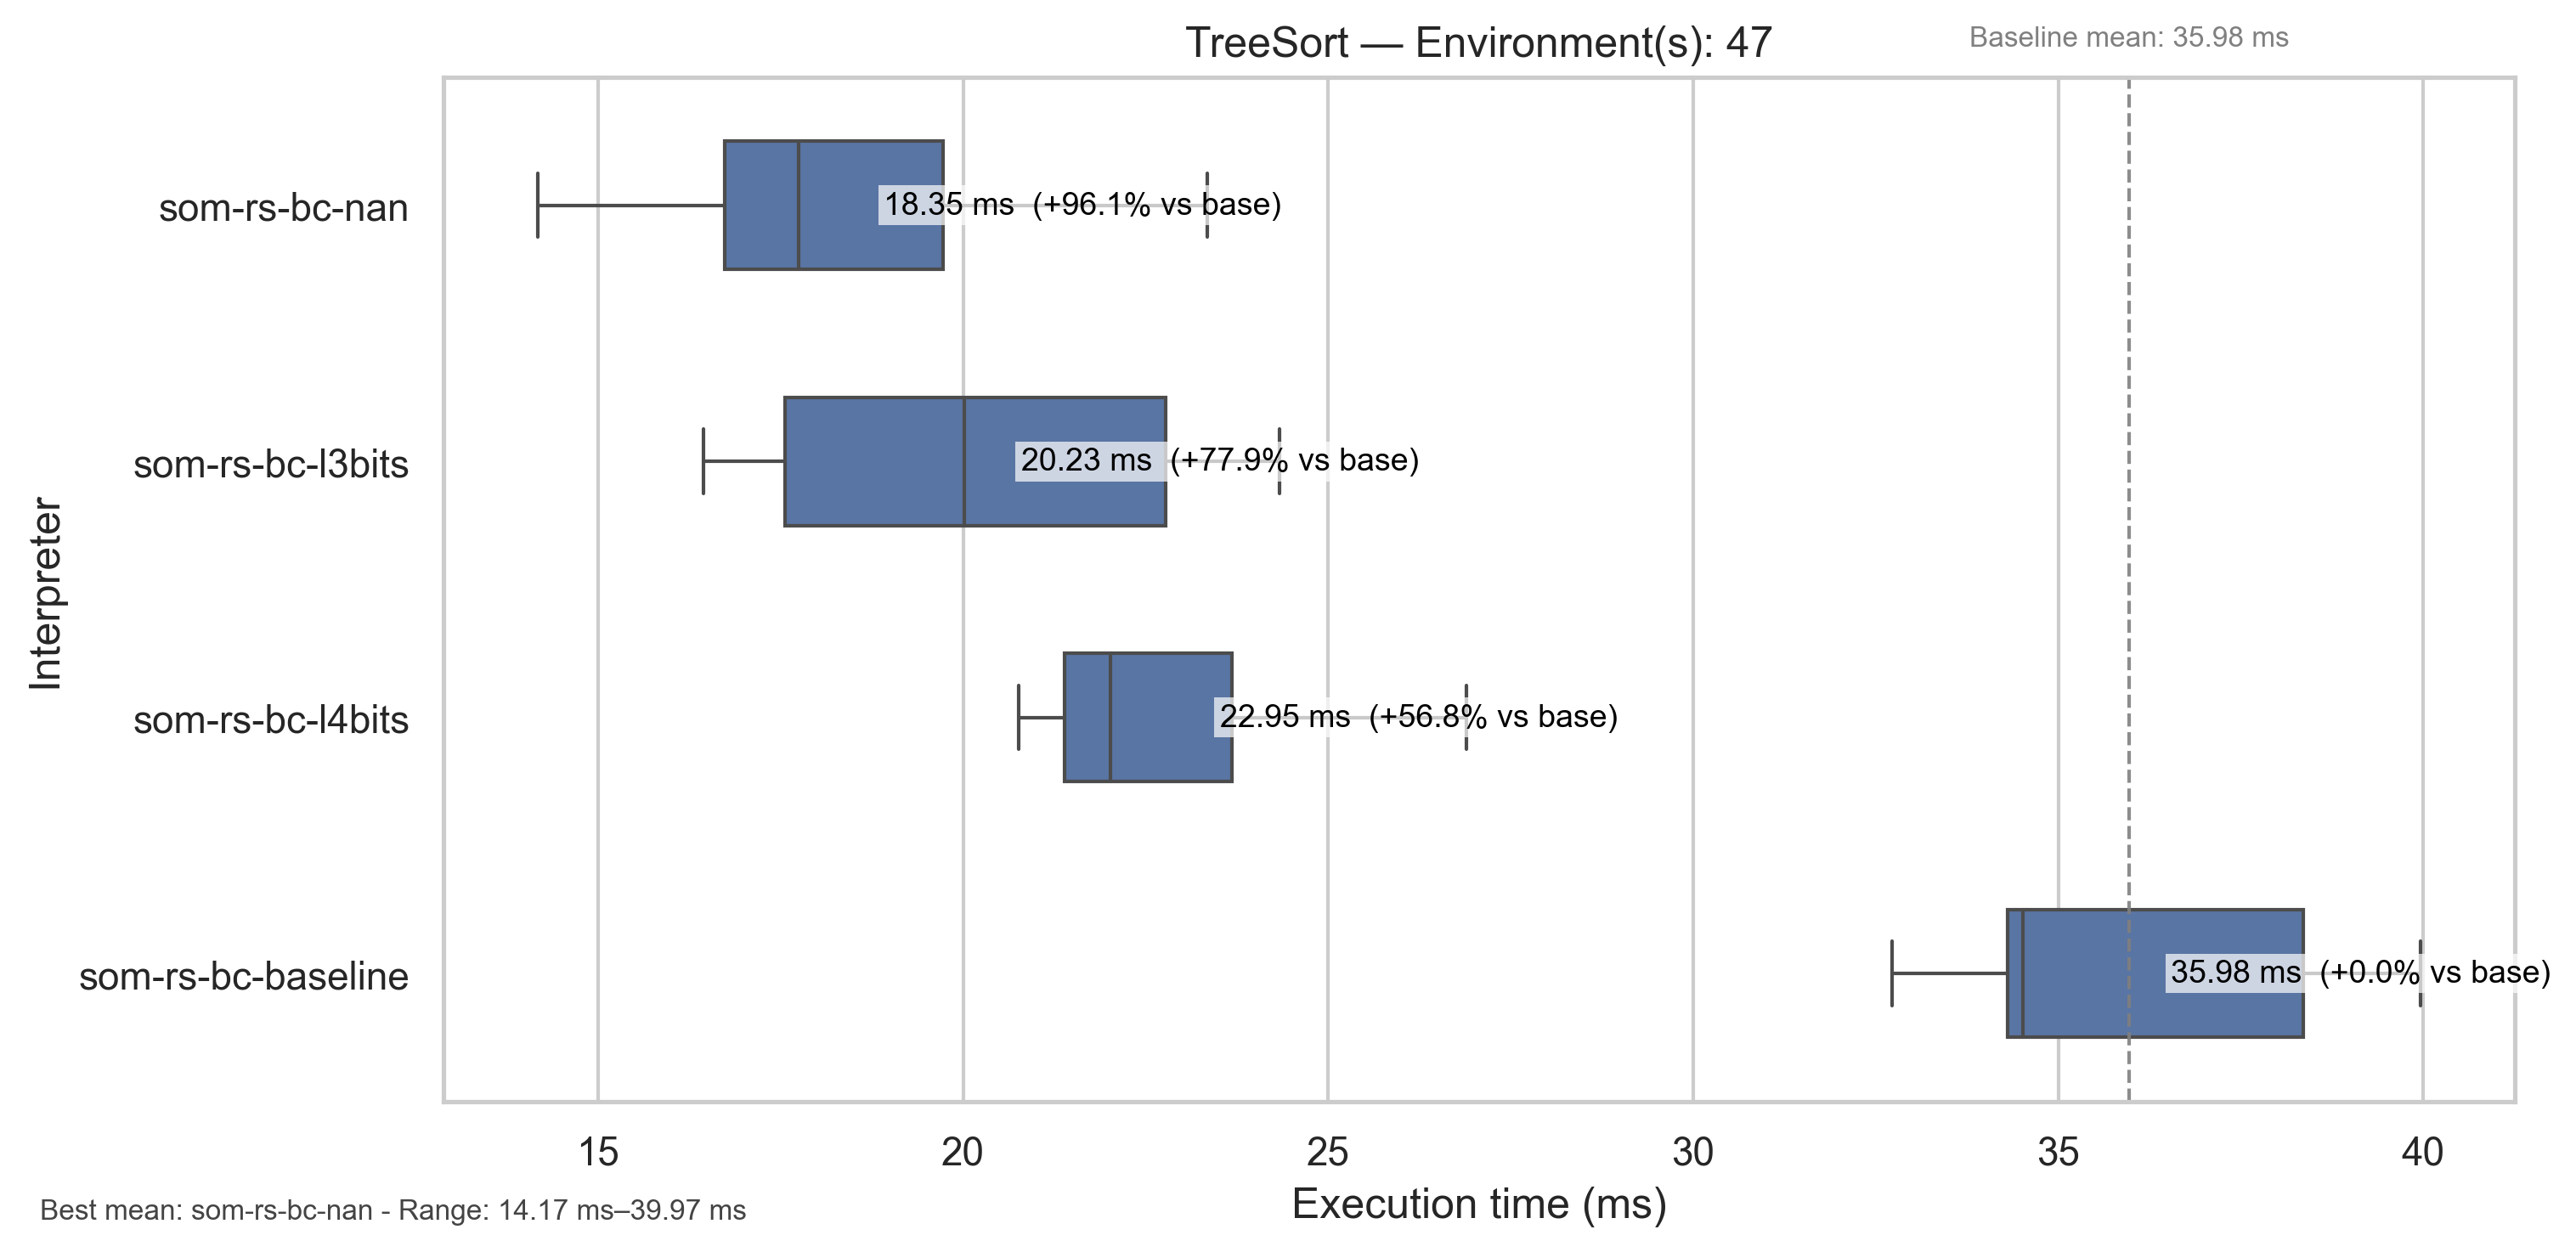 TreeSort — Environment(s): 47
Baseline mean: 35.98 ms
Interpreter
som-rs-bc-nan
18.35 ms (+96.1% vs base)
som-rs-bc-l3bits
20.23 ms (+77.9% vs base)
som-rs-bc-l4bits
22.95 ms (+56.8% vs base)
som-rs-bc-baseline
35.98 ms (+0.0% vs base)
15 20 25 30 35 40
Execution time (ms)
Best mean: som-rs-bc-nan - Range: 14.17 ms–39.97 ms